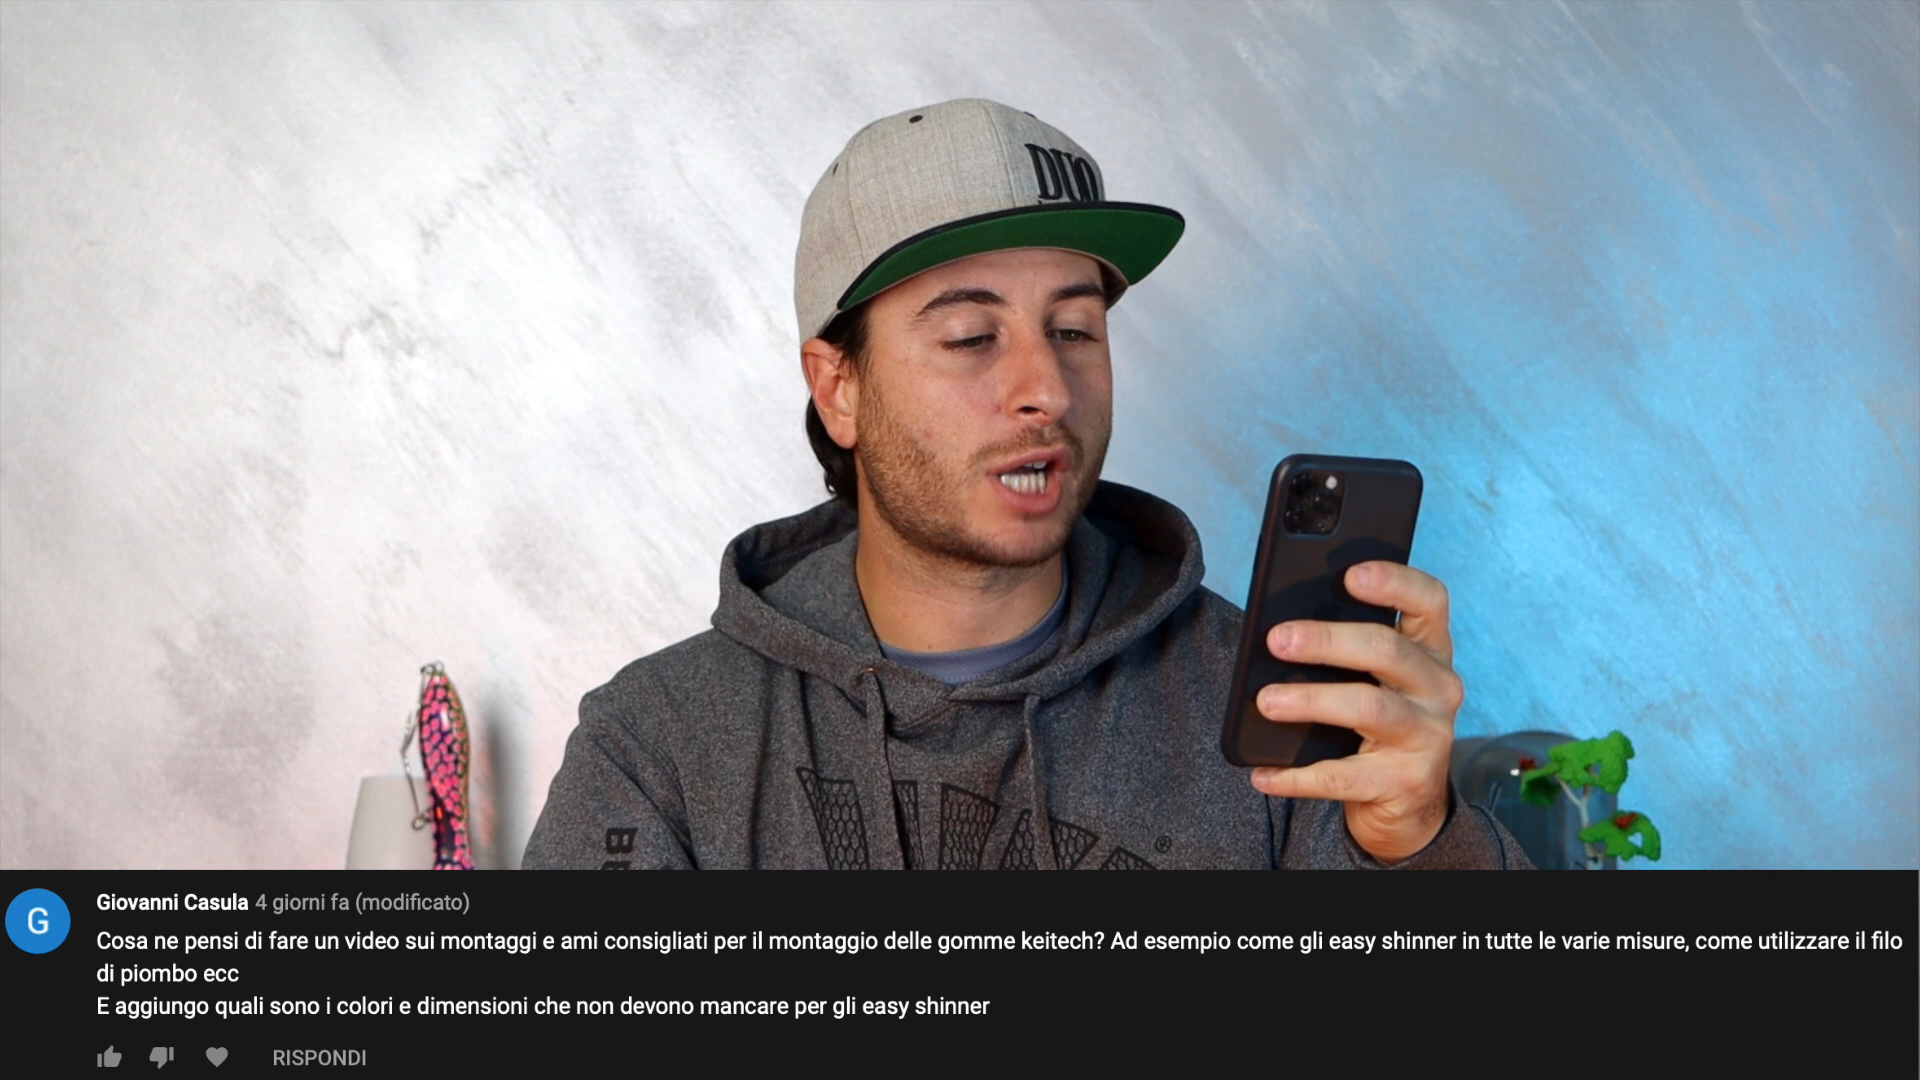 DUO
BE
®
G
Giovanni Casula 4 giorni fa (modificato)
Cosa ne pensi di fare un video sui montaggi e ami consigliati per il montaggio delle gomme keitech? Ad esempio come gli easy shinner in tutte le varie misure, come utilizzare il filo
di piombo ecc
E aggiungo quali sono i colori e dimensioni che non devono mancare per gli easy shinner
RISPONDI